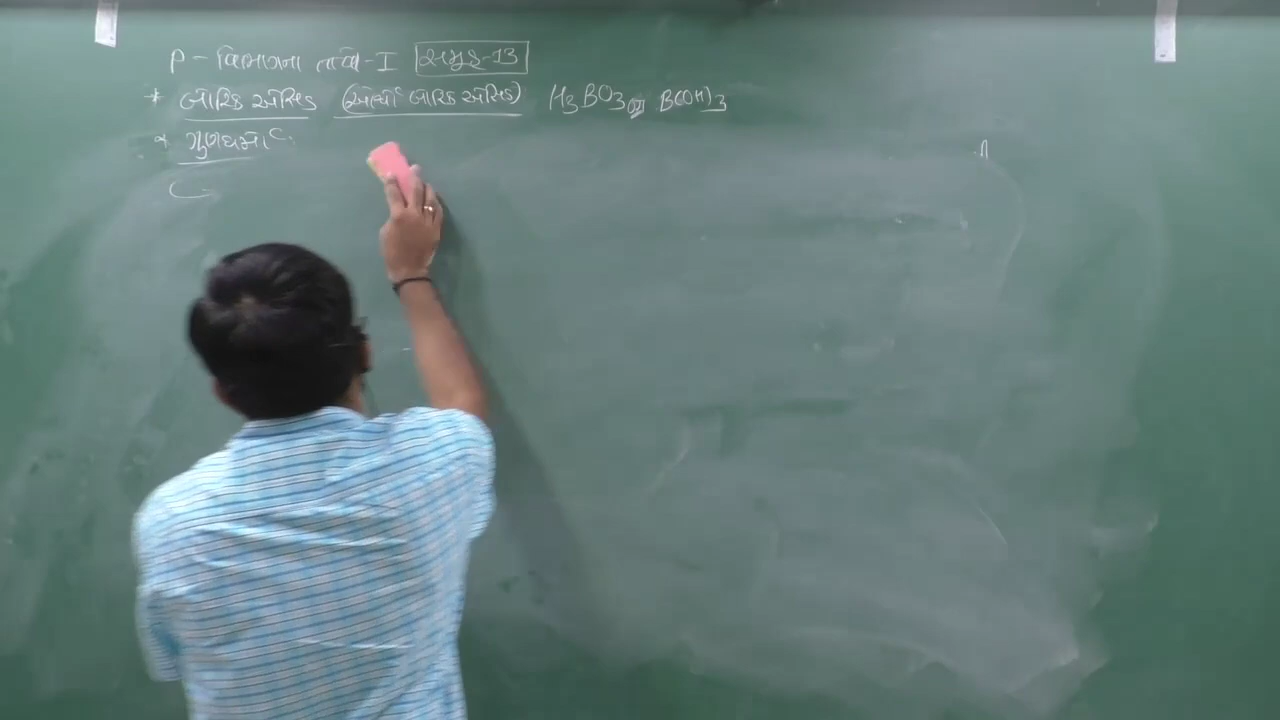 P - વિભાગના તત્વો - I સમૂહ-13
* બોરિક એસિડ (ઓર્થો બોરિક એસિડ) H3BO3 અથવા B(OH)3
* ગુણધર્મો :